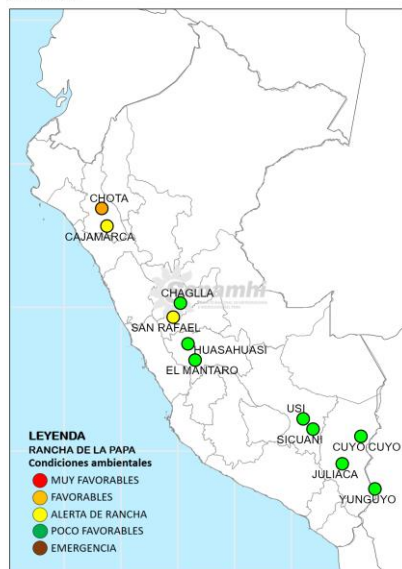 CHOTA
CAJAMARCA
Senamhi
CHAGLLA
SAN RAFAEL
HUASAHUASI
EL MANTARO
USI
SICUANI
CUYO CUYO
JULIACA
YUNGUYO
LEYENDA
RANCHA DE LA PAPA
Condiciones ambientales
MUY FAVORABLES
FAVORABLES
ALERTA DE RANCHA
POCO FAVORABLES
EMERGENCIA